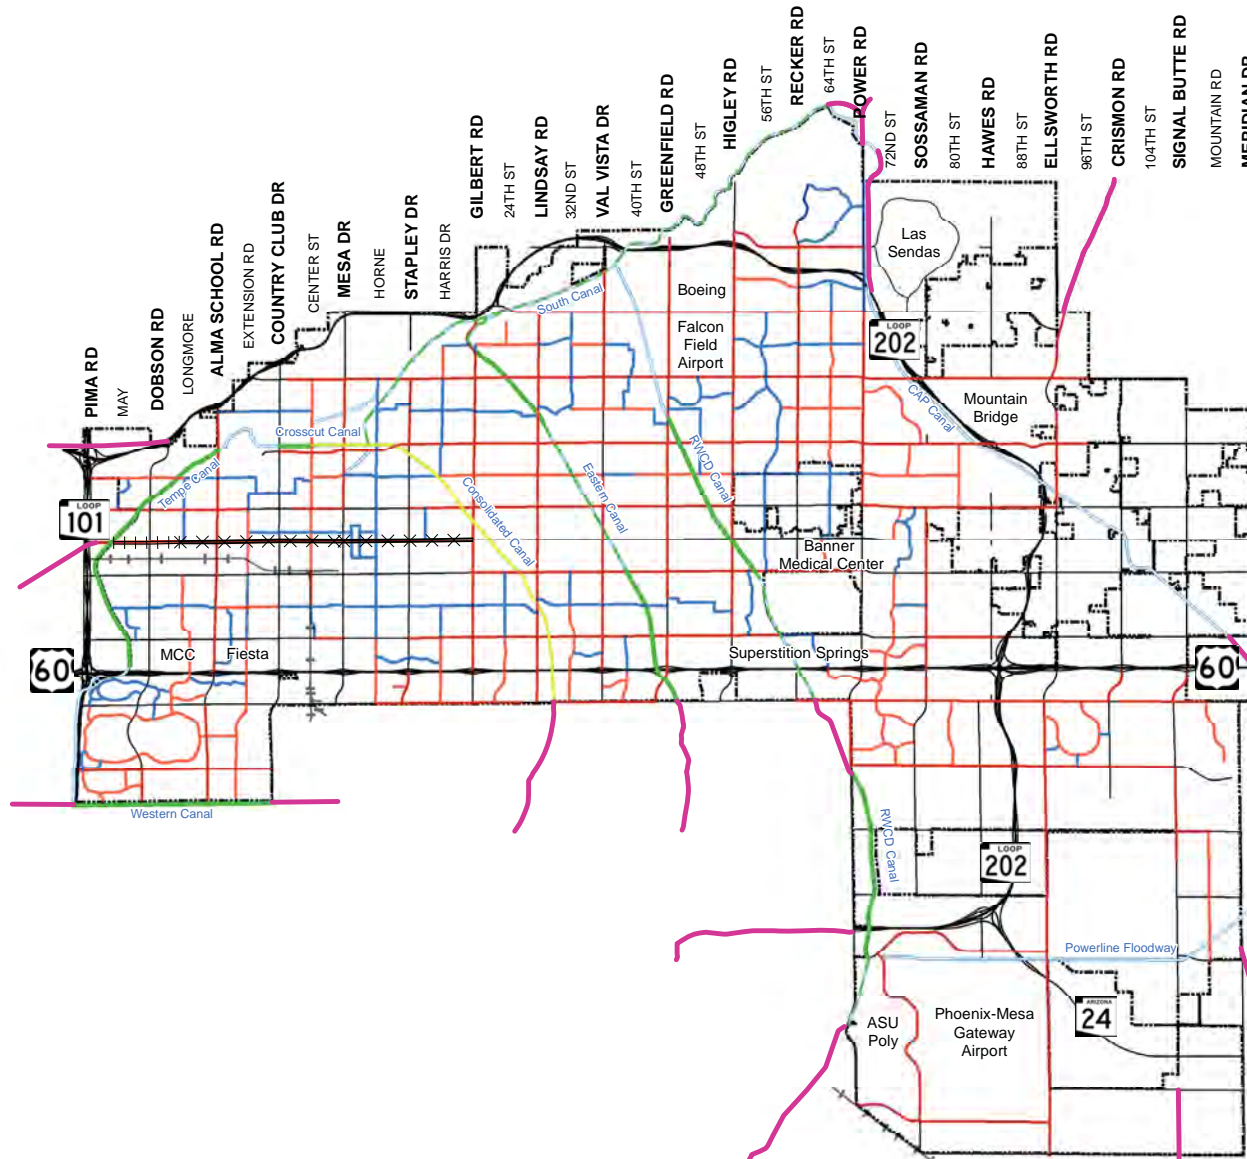 PIMA RD
MAY
DOBSON RD
LONGMORE
ALMA SCHOOL RD
EXTENSION RD
COUNTRY CLUB DR
CENTER ST
MESA DR
HORNE
STAPLEY DR
HARRIS DR
GILBERT RD
24TH ST
LINDSAY RD
32ND ST
VAL VISTA DR
40TH ST
GREENFIELD RD
48TH ST
HIGLEY RD
56TH ST
RECKER RD
64TH ST
POWER RD
72ND ST
SOSSAMAN RD
80TH ST
HAWES RD
88TH ST
ELLSWORTH RD
96TH ST
CRISMON RD
104TH ST
SIGNAL BUTTE RD
MOUNTAIN RD
MERIDIAN DR
Las
Sendas
South Canal
Boeing
Falcon
Field
Airport
LOOP
202
CAP Canal
Mountain
Bridge
Crosscut Canal
Tempe Canal
Consolidated Canal
Eastern Canal
RWCD Canal
LOOP
101
Banner
Medical Center
60
MCC
Fiesta
Superstition Springs
60
Western Canal
RWCD Canal
LOOP
202
Powerline Floodway
ASU
Poly
Phoenix-Mesa
Gateway
Airport
ARIZONA
24